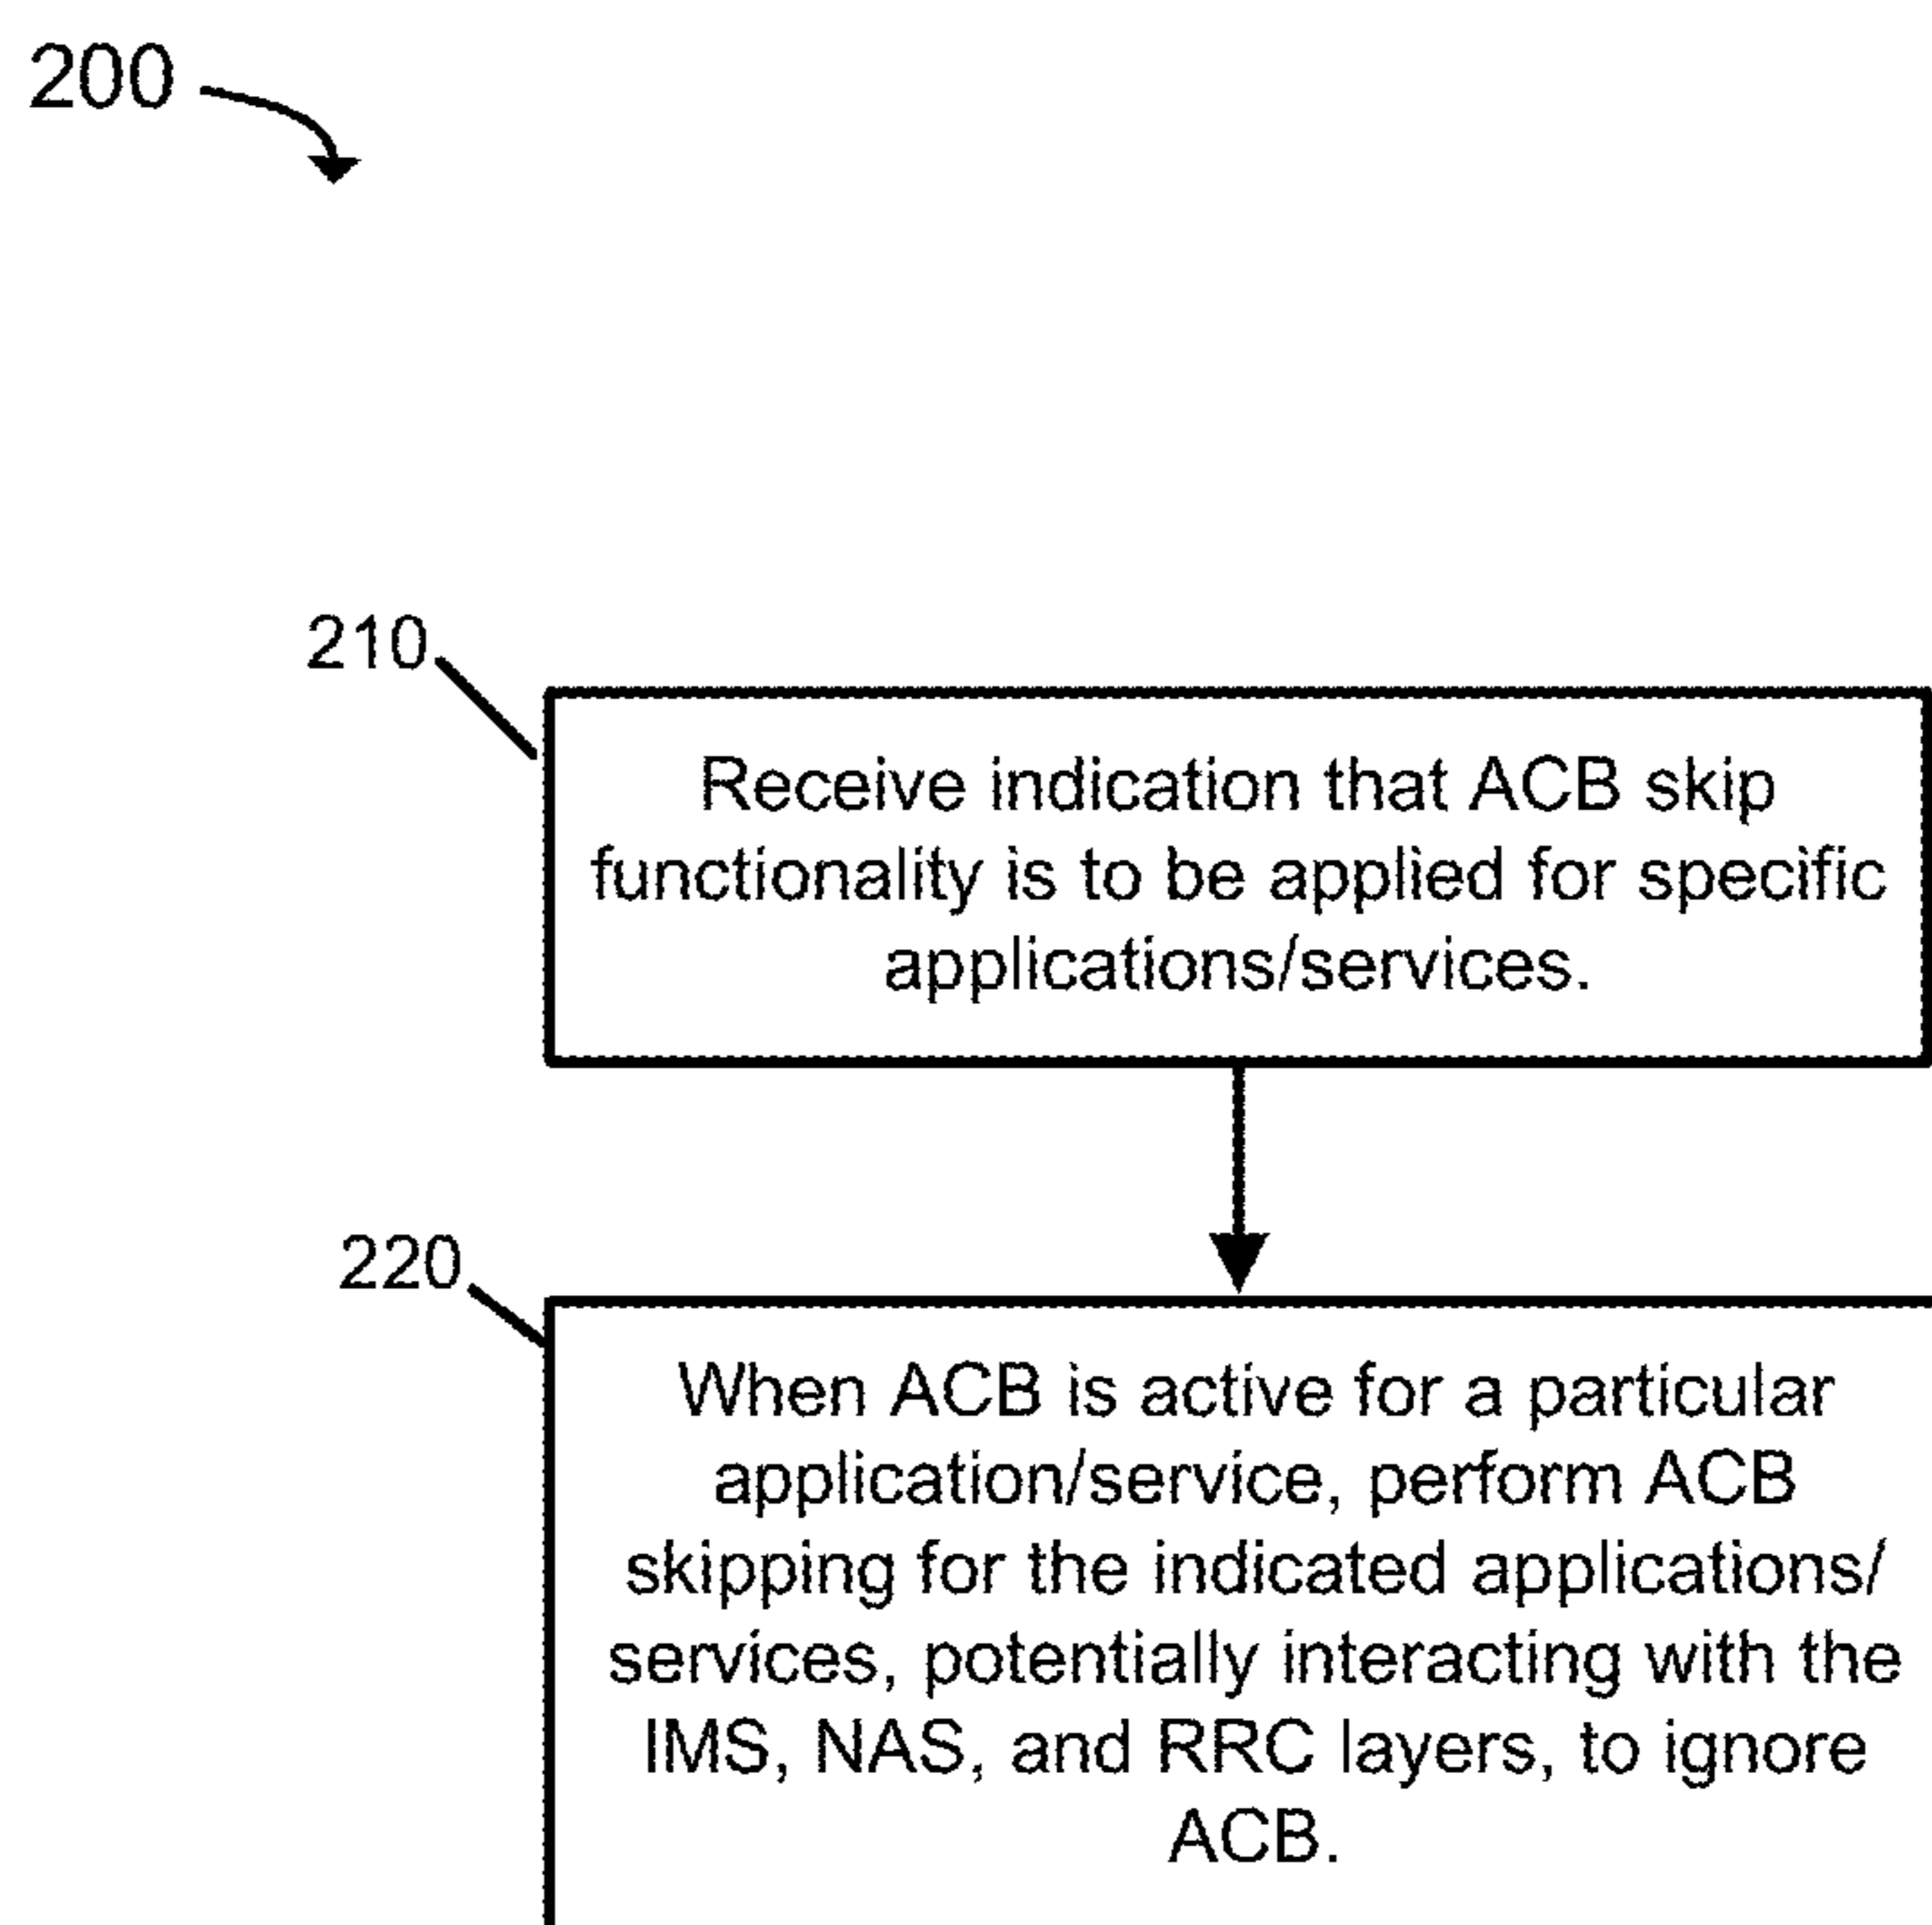 200
210
Receive indication that ACB skip
functionality is to be applied for specific
applications/services.
220
When ACB is active for a particular
application/service, perform ACB
skipping for the indicated applications/
services, potentially interacting with the
IMS, NAS, and RRC layers, to ignore
ACB.